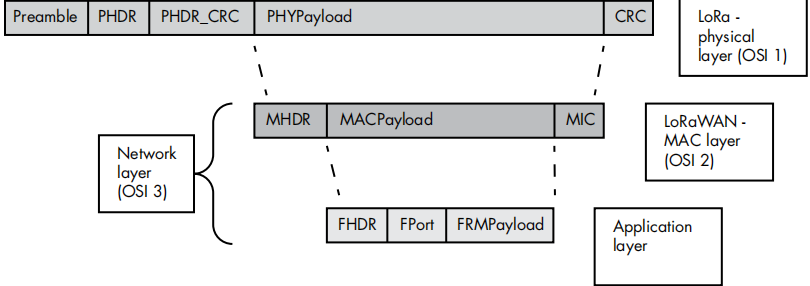 Preamble PHDR PHDR_CRC PHYPayload CRC
LoRa -
physical
layer (OSI 1)
MHDR MACPayload MIC
LoRaWAN -
MAC layer
(OSI 2)
Network
layer
(OSI 3)
FHDR FPort FRMPayload
Application
layer